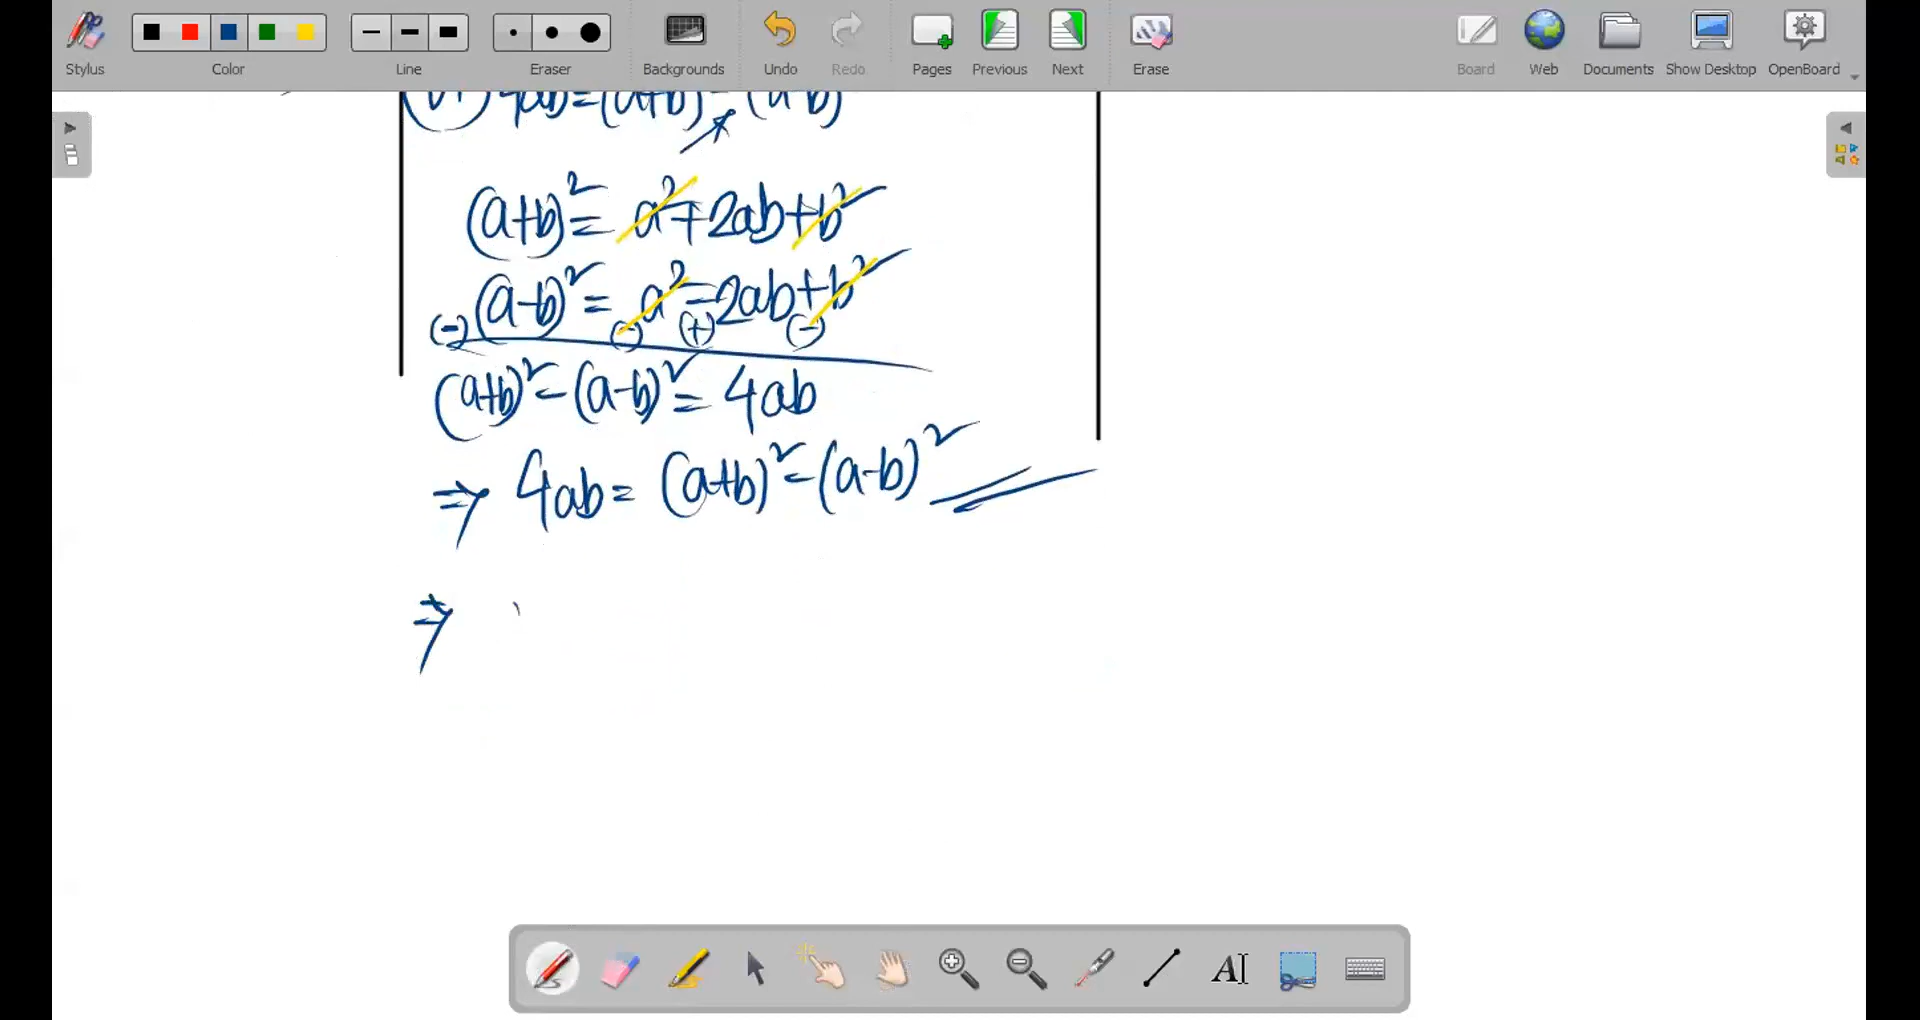 Stylus Color Line Eraser Backgrounds Undo Redo Pages Previous Next Erase Board Web Documents Show Desktop OpenBoard
(a+b)² = a² + 2ab + b²
(a-b)² = a² - 2ab + b²
(-) (-) (+) (-)
(a+b)² - (a-b)² = 4ab
⇒ 4ab = (a+b)² - (a-b)²
⇒